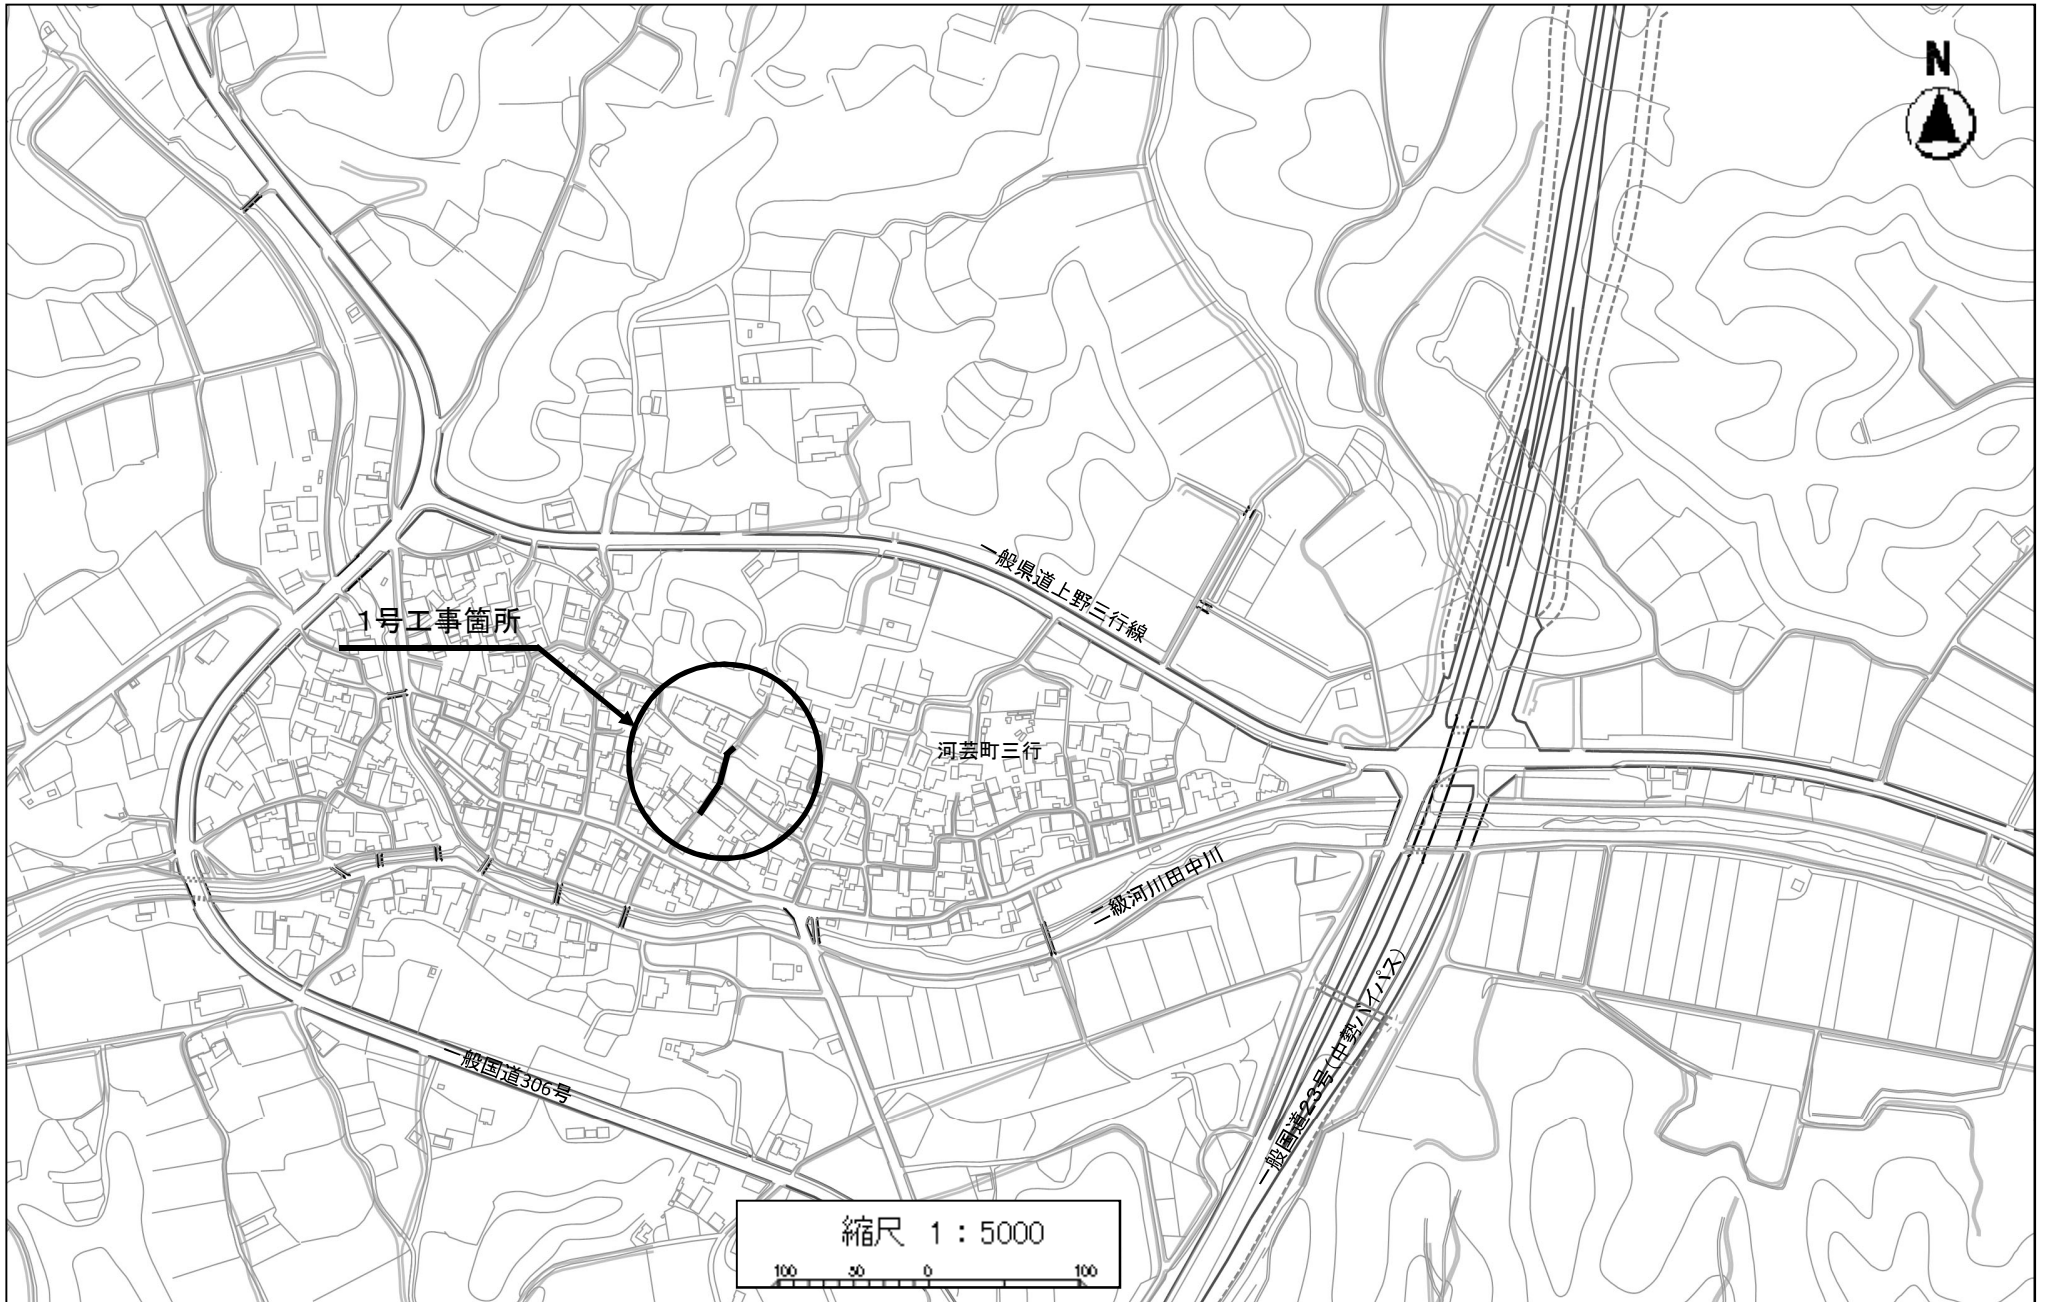 N
一般県道上野三行線
1号工事箇所
河芸町三行
二級河川田中川
一般国道306号
一般国道23号(中勢バイパス)
縮尺 1:5000
100 50 0 100